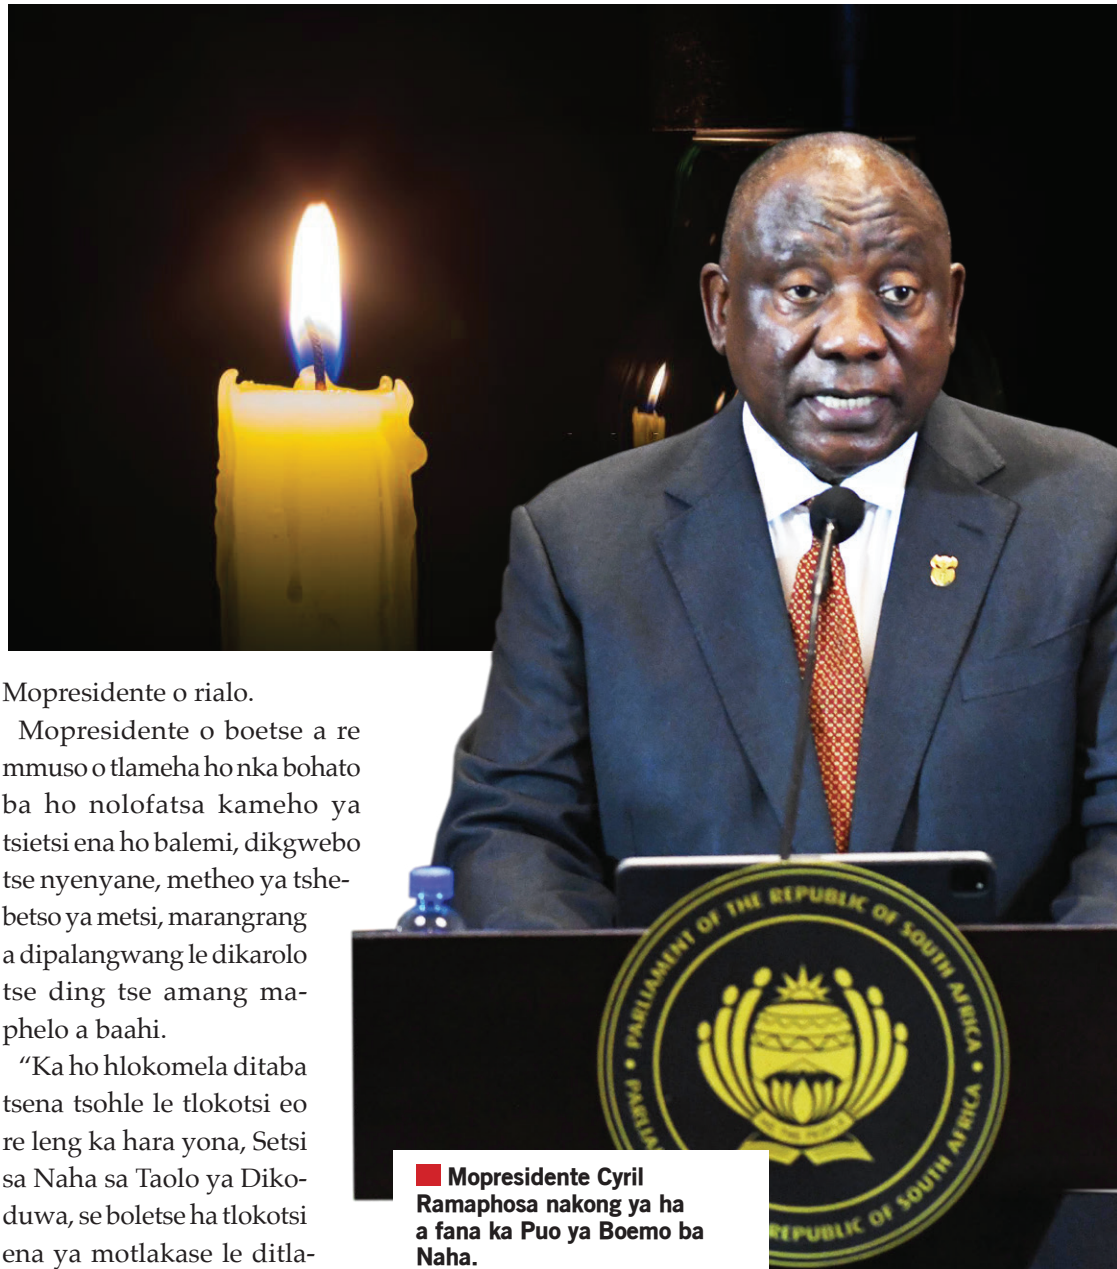 Mopresidente o rialo.
Mopresidente o boetse a re
mmuso o tlameha ho nka bohato
ba ho nolofatsa kameho ya
tsietsi ena ho balemi, dikgwebo
tse nyenyane, metheo ya tshe-
betso ya metsi, marangrang
a dipalangwang le dikarolo
tse ding tse amang ma-
phelo a baahi.
“Ka ho hlokomela ditaba
tsena tsohle le tlokotsi eo
re leng ka hara yona, Setsi
sa Naha sa Taolo ya Diko-
duwa, se boletse ha tlokotsi
ena ya motlakase le ditla-
PARLIAMENT OF THE REPUBLIC OF SOUTH AFRICA
WE, THE PEOPLE
REPUBLIC OF SOUTH AFRICA
Mopresidente Cyril
Ramaphosa nakong ya ha
a fana ka Puo ya Boemo ba
Naha.